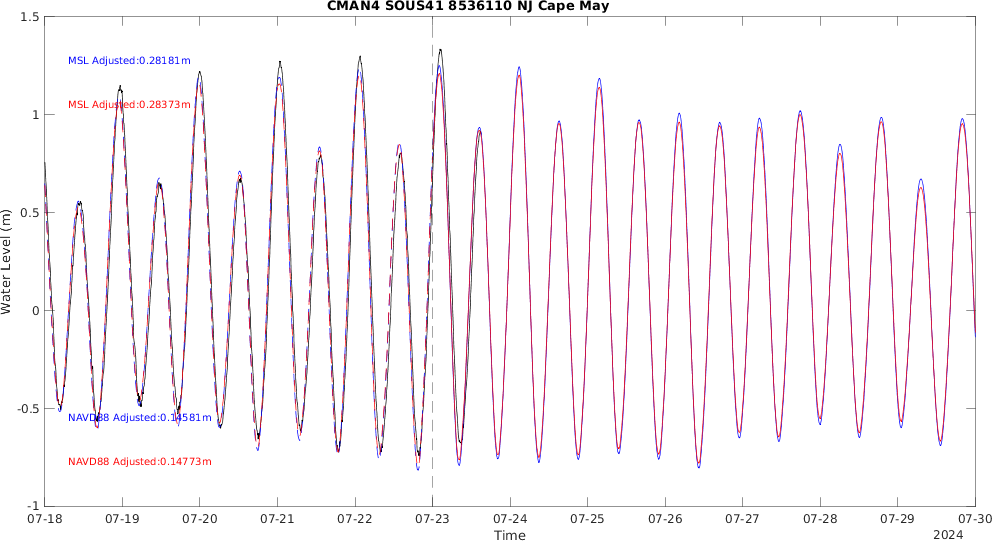 CMAN4 SOUS41 8536110 NJ Cape May
1.5
MSL Adjusted:0.28181m
MSL Adjusted:0.28373m
1
0.5
Water Level (m)
0
-0.5
NAVD88 Adjusted:0.14581m
NAVD88 Adjusted:0.14773m
-1
07-18 07-19 07-20 07-21 07-22 07-23 07-24 07-25 07-26 07-27 07-28 07-29 07-30
Time
2024